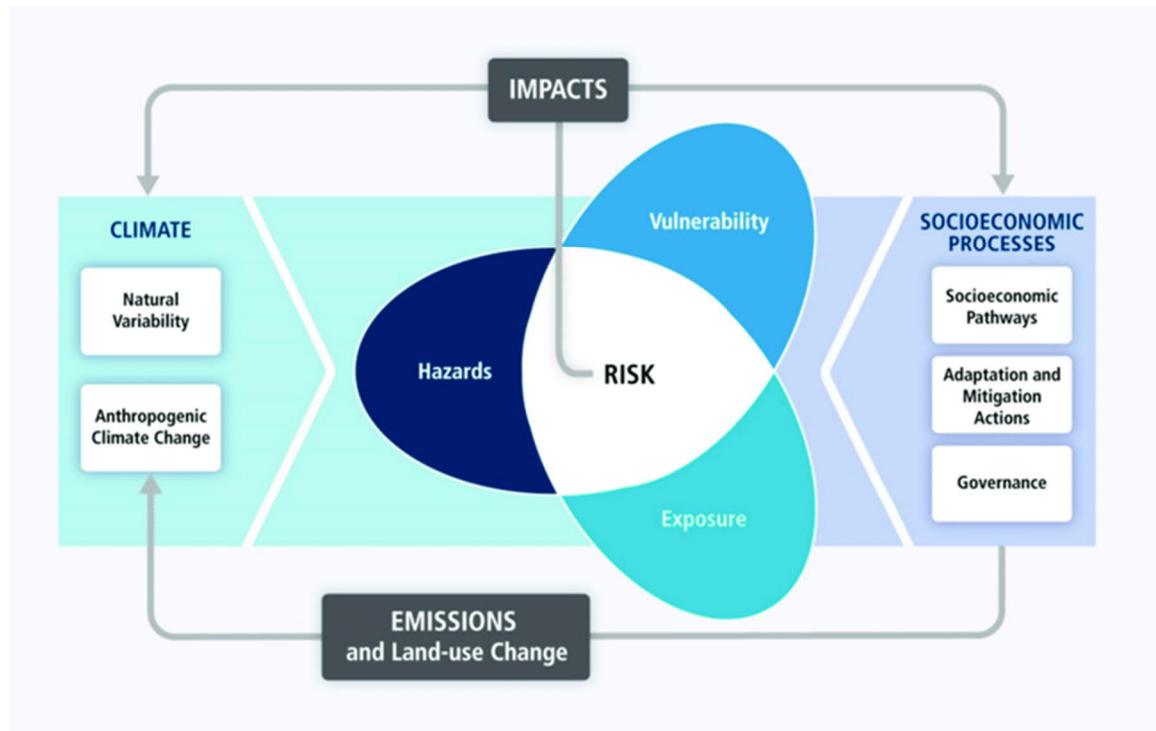 IMPACTS
CLIMATE
Natural
Variability
Anthropogenic
Climate Change
Vulnerability
Hazards
RISK
Exposure
SOCIOECONOMIC
PROCESSES
Socioeconomic
Pathways
Adaptation and
Mitigation
Actions
Governance
EMISSIONS
and Land-use Change